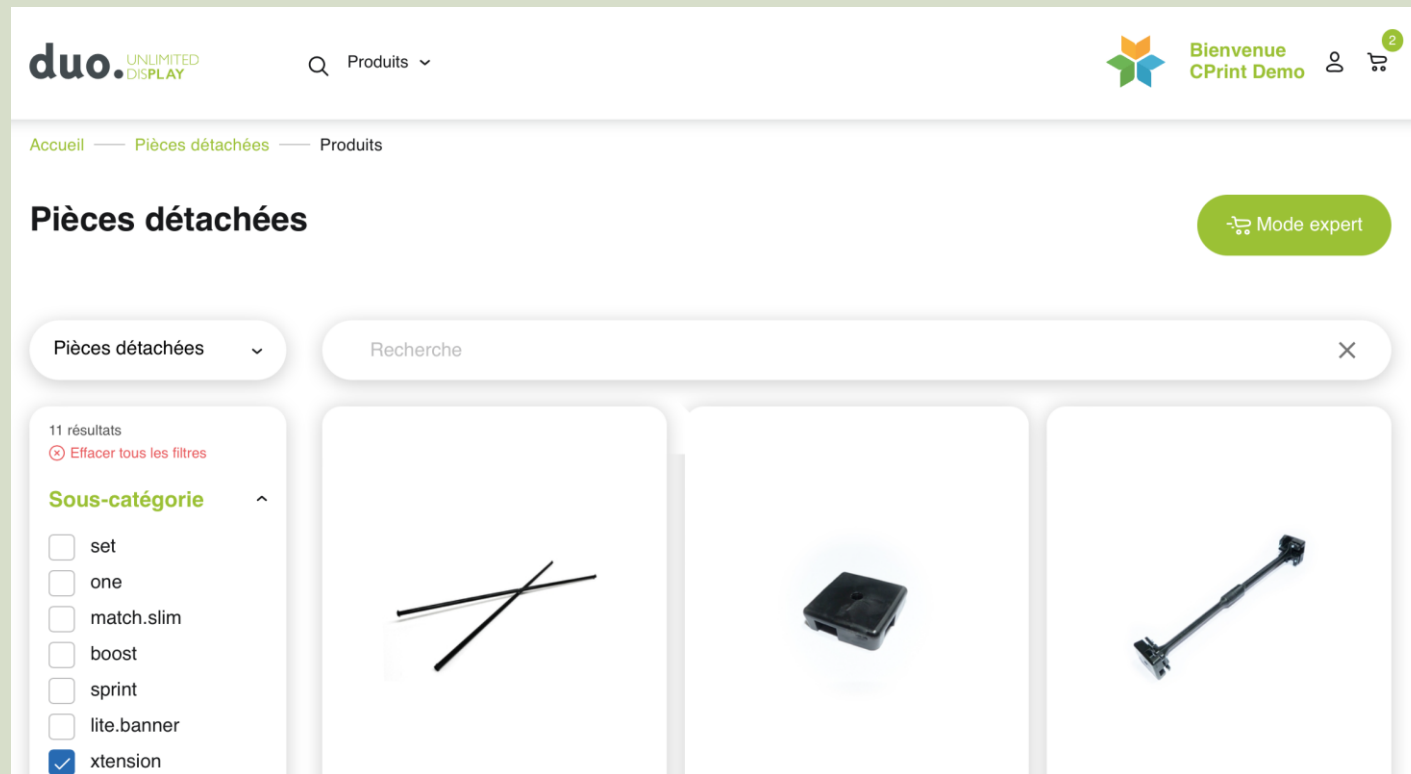 duo. UNLIMITED
DISPLAY
Produits
Bienvenue
CPrint Demo
2
Accueil
Pièces détachées
Produits
Pièces détachées
Mode expert
Pièces détachées
Recherche
11 résultats
Effacer tous les filtres
Sous-catégorie
set
one
match.slim
boost
sprint
lite.banner
xtension